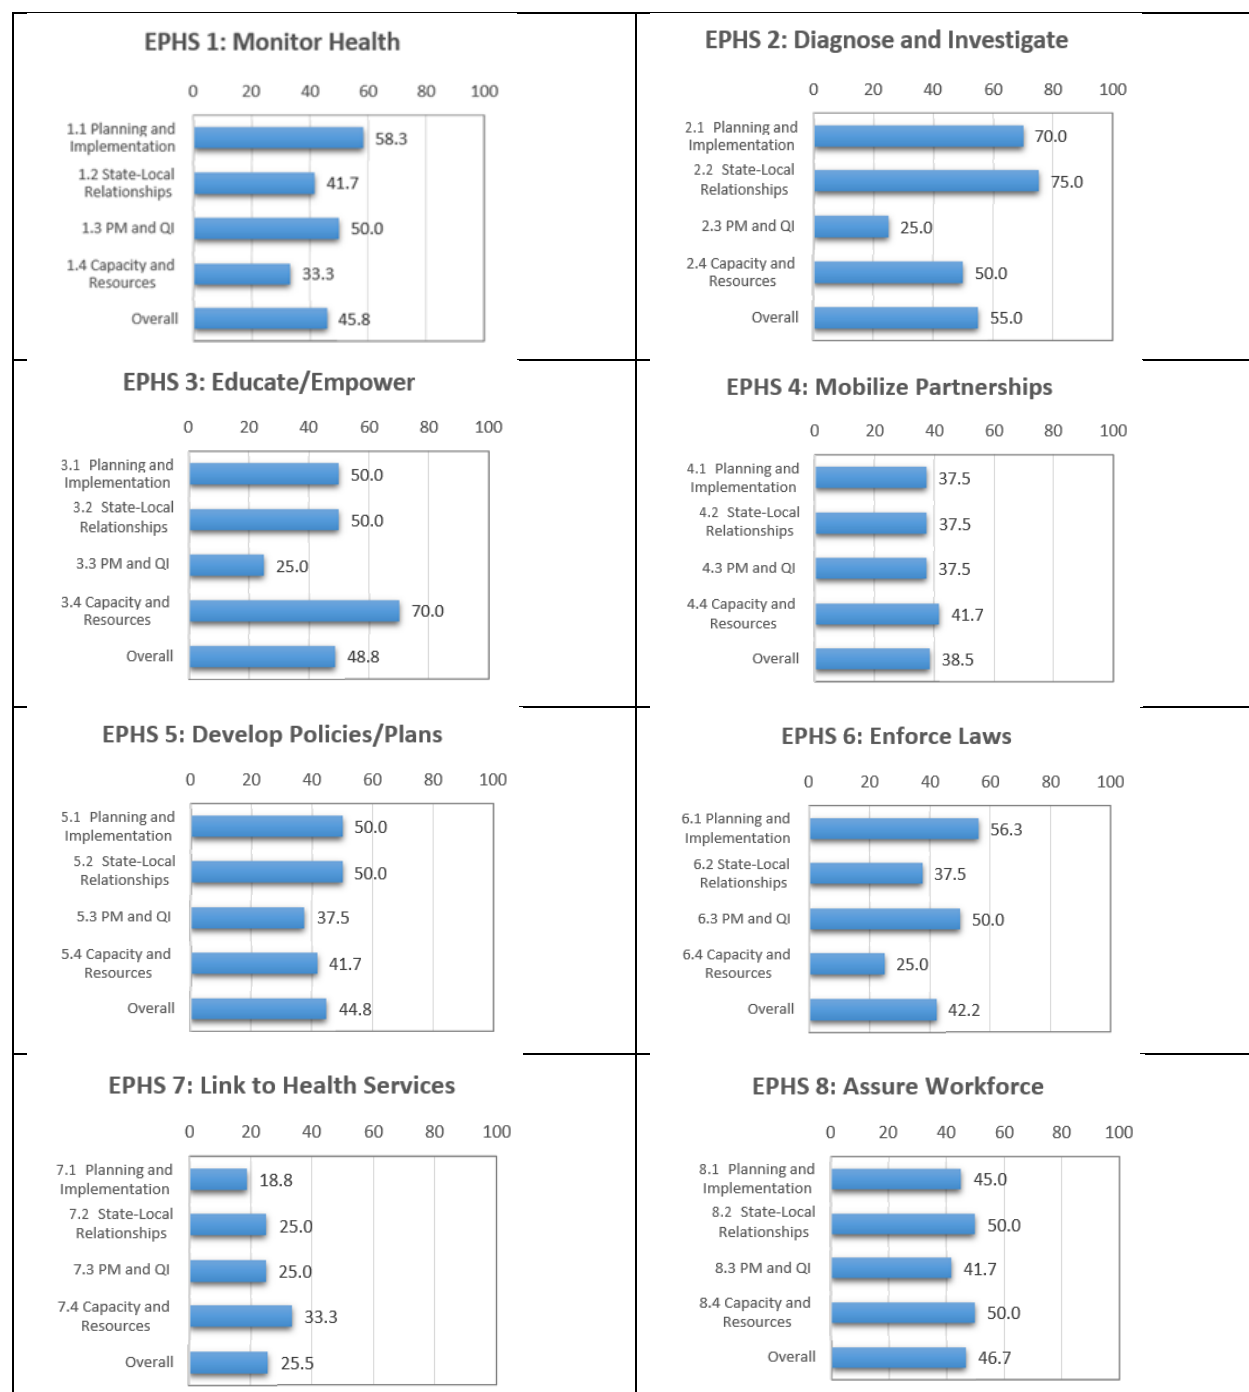 EPHS 1: Monitor Health
0 20 40 60 80 100
1.1 Planning and
Implementation
58.3
1.2 State-Local
Relationships
41.7
1.3 PM and QI
50.0
1.4 Capacity and
Resources
33.3
Overall
45.8
EPHS 2: Diagnose and Investigate
0 20 40 60 80 100
2.1 Planning and
Implementation
70.0
2.2 State-Local
Relationships
75.0
2.3 PM and QI
25.0
2.4 Capacity and
Resources
50.0
Overall
55.0
EPHS 3: Educate/Empower
0 20 40 60 80 100
3.1 Planning and
Implementation
50.0
3.2 State-Local
Relationships
50.0
3.3 PM and QI
25.0
3.4 Capacity and
Resources
70.0
Overall
48.8
EPHS 4: Mobilize Partnerships
0 20 40 60 80 100
4.1 Planning and
Implementation
37.5
4.2 State-Local
Relationships
37.5
4.3 PM and QI
37.5
4.4 Capacity and
Resources
41.7
Overall
38.5
EPHS 5: Develop Policies/Plans
0 20 40 60 80 100
5.1 Planning and
Implementation
50.0
5.2 State-Local
Relationships
50.0
5.3 PM and QI
37.5
5.4 Capacity and
Resources
41.7
Overall
44.8
EPHS 6: Enforce Laws
0 20 40 60 80 100
6.1 Planning and
Implementation
56.3
6.2 State-Local
Relationships
37.5
6.3 PM and QI
50.0
6.4 Capacity and
Resources
25.0
Overall
42.2
EPHS 7: Link to Health Services
0 20 40 60 80 100
7.1 Planning and
Implementation
18.8
7.2 State-Local
Relationships
25.0
7.3 PM and QI
25.0
7.4 Capacity and
Resources
33.3
Overall
25.5
EPHS 8: Assure Workforce
0 20 40 60 80 100
8.1 Planning and
Implementation
45.0
8.2 State-Local
Relationships
50.0
8.3 PM and QI
41.7
8.4 Capacity and
Resources
50.0
Overall
46.7